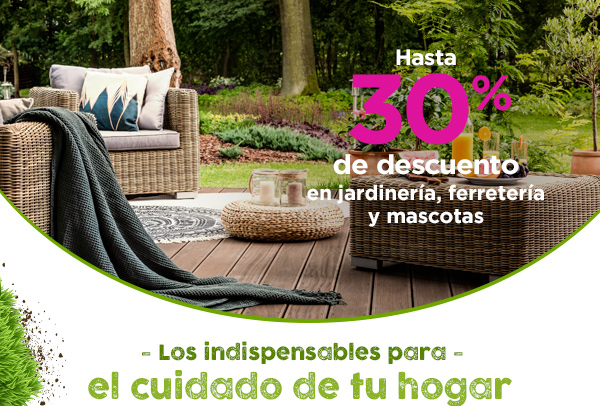 Hasta
30%
de descuento
en jardinería, ferretería
y mascotas
- Los indispensables para -
el cuidado de tu hogar